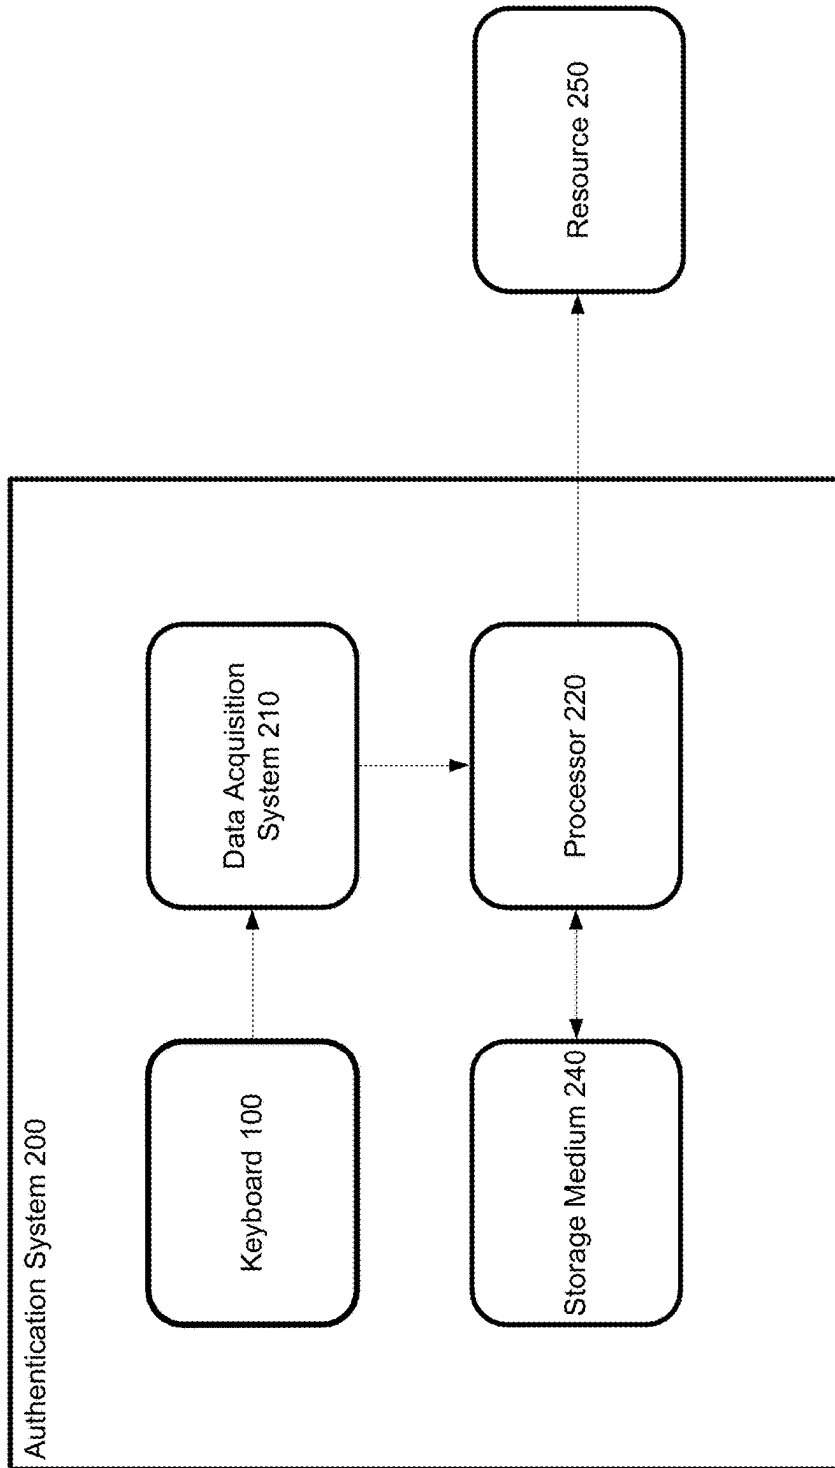 Authentication System 200
Keyboard 100
Data Acquisition
System 210
Storage Medium 240
Processor 220
Resource 250